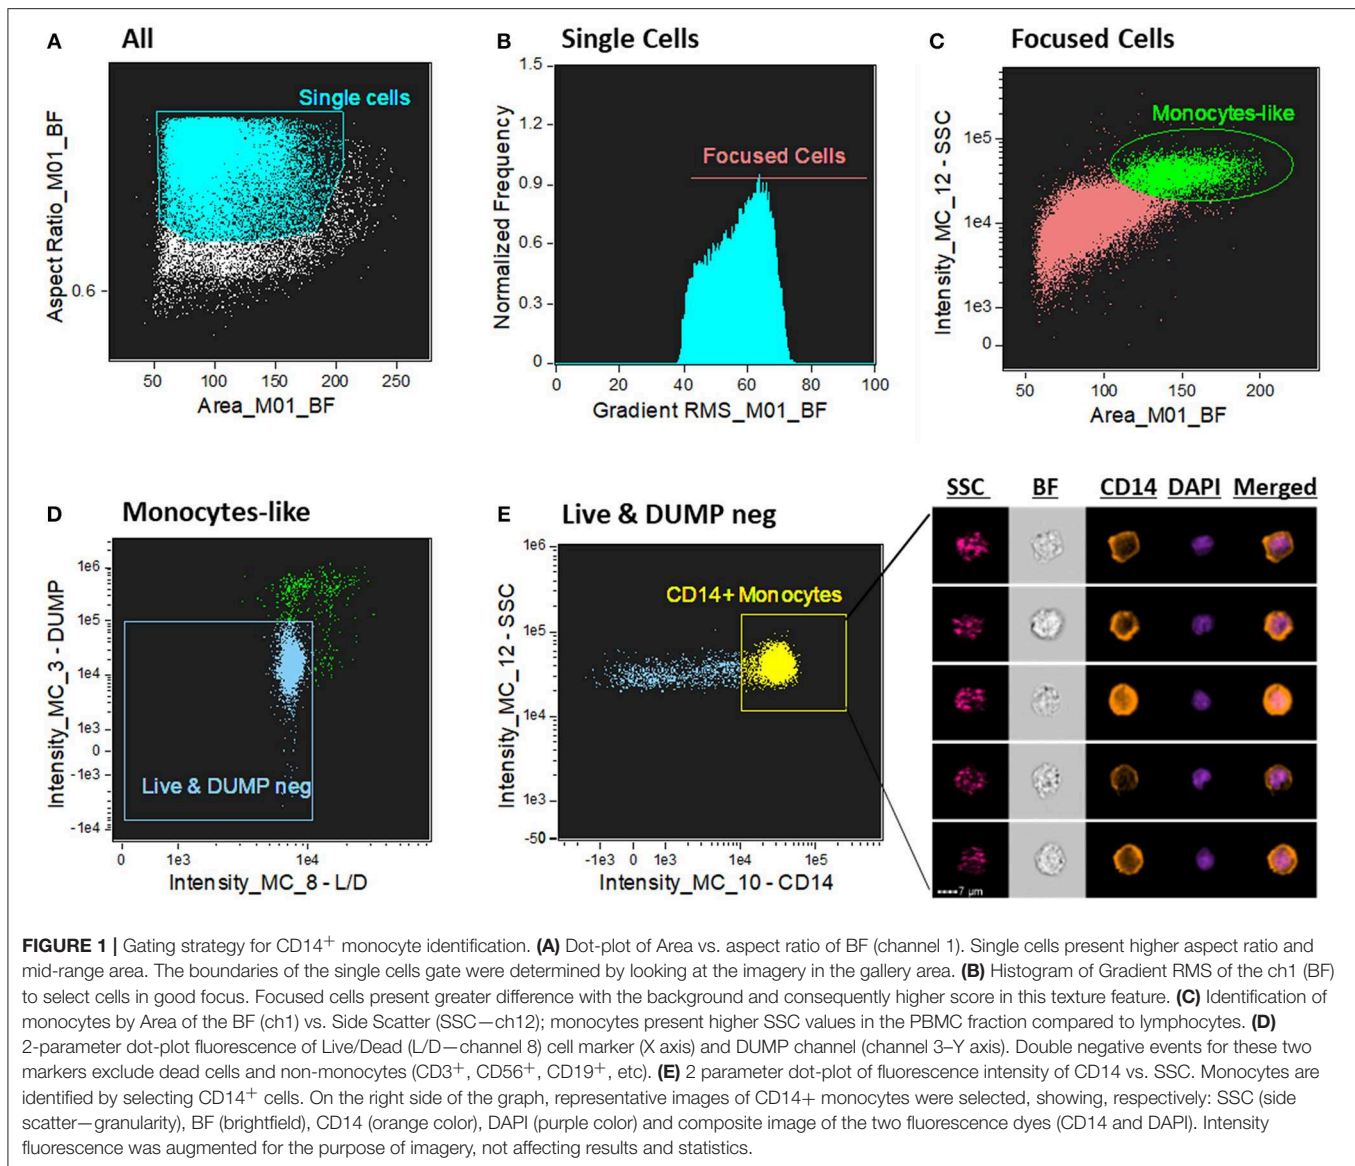 A All
Single cells
Aspect Ratio_M01_BF
0.6
50 100 150 200 250
Area_M01_BF
B Single Cells
Normalized Frequency
1.5
1.2
0.9
0.6
0.3
0
Focused Cells
0 20 40 60 80 100
Gradient RMS_M01_BF
C Focused Cells
Intensity_MC_12 - SSC
Monocytes-like
1e5
1e4
1e3
0
50 100 150 200
Area_M01_BF
D Monocytes-like
Intensity_MC_3 - DUMP
1e6
1e5
1e4
1e3
0
-1e3
-1e4
Live & DUMP neg
0 1e3 1e4
Intensity_MC_8 - L/D
E Live & DUMP neg
Intensity_MC_12 - SSC
1e6
1e5
1e4
1e3
-50
CD14+ Monocytes
-1e3 0 1e3 1e4 1e5
Intensity_MC_10 - CD14
SSC BF CD14 DAPI Merged
7 µm
FIGURE 1 | Gating strategy for CD14+ monocyte identification. (A) Dot-plot of Area vs. aspect ratio of BF (channel 1). Single cells present higher aspect ratio and
mid-range area. The boundaries of the single cells gate were determined by looking at the imagery in the gallery area. (B) Histogram of Gradient RMS of the ch1 (BF)
to select cells in good focus. Focused cells present greater difference with the background and consequently higher score in this texture feature. (C) Identification of
monocytes by Area of the BF (ch1) vs. Side Scatter (SSC—ch12); monocytes present higher SSC values in the PBMC fraction compared to lymphocytes. (D)
2-parameter dot-plot fluorescence of Live/Dead (L/D—channel 8) cell marker (X axis) and DUMP channel (channel 3–Y axis). Double negative events for these two
markers exclude dead cells and non-monocytes (CD3+, CD56+, CD19+, etc). (E) 2 parameter dot-plot of fluorescence intensity of CD14 vs. SSC. Monocytes are
identified by selecting CD14+ cells. On the right side of the graph, representative images of CD14+ monocytes were selected, showing, respectively: SSC (side
scatter—granularity), BF (brightfield), CD14 (orange color), DAPI (purple color) and composite image of the two fluorescence dyes (CD14 and DAPI). Intensity
fluorescence was augmented for the purpose of imagery, not affecting results and statistics.